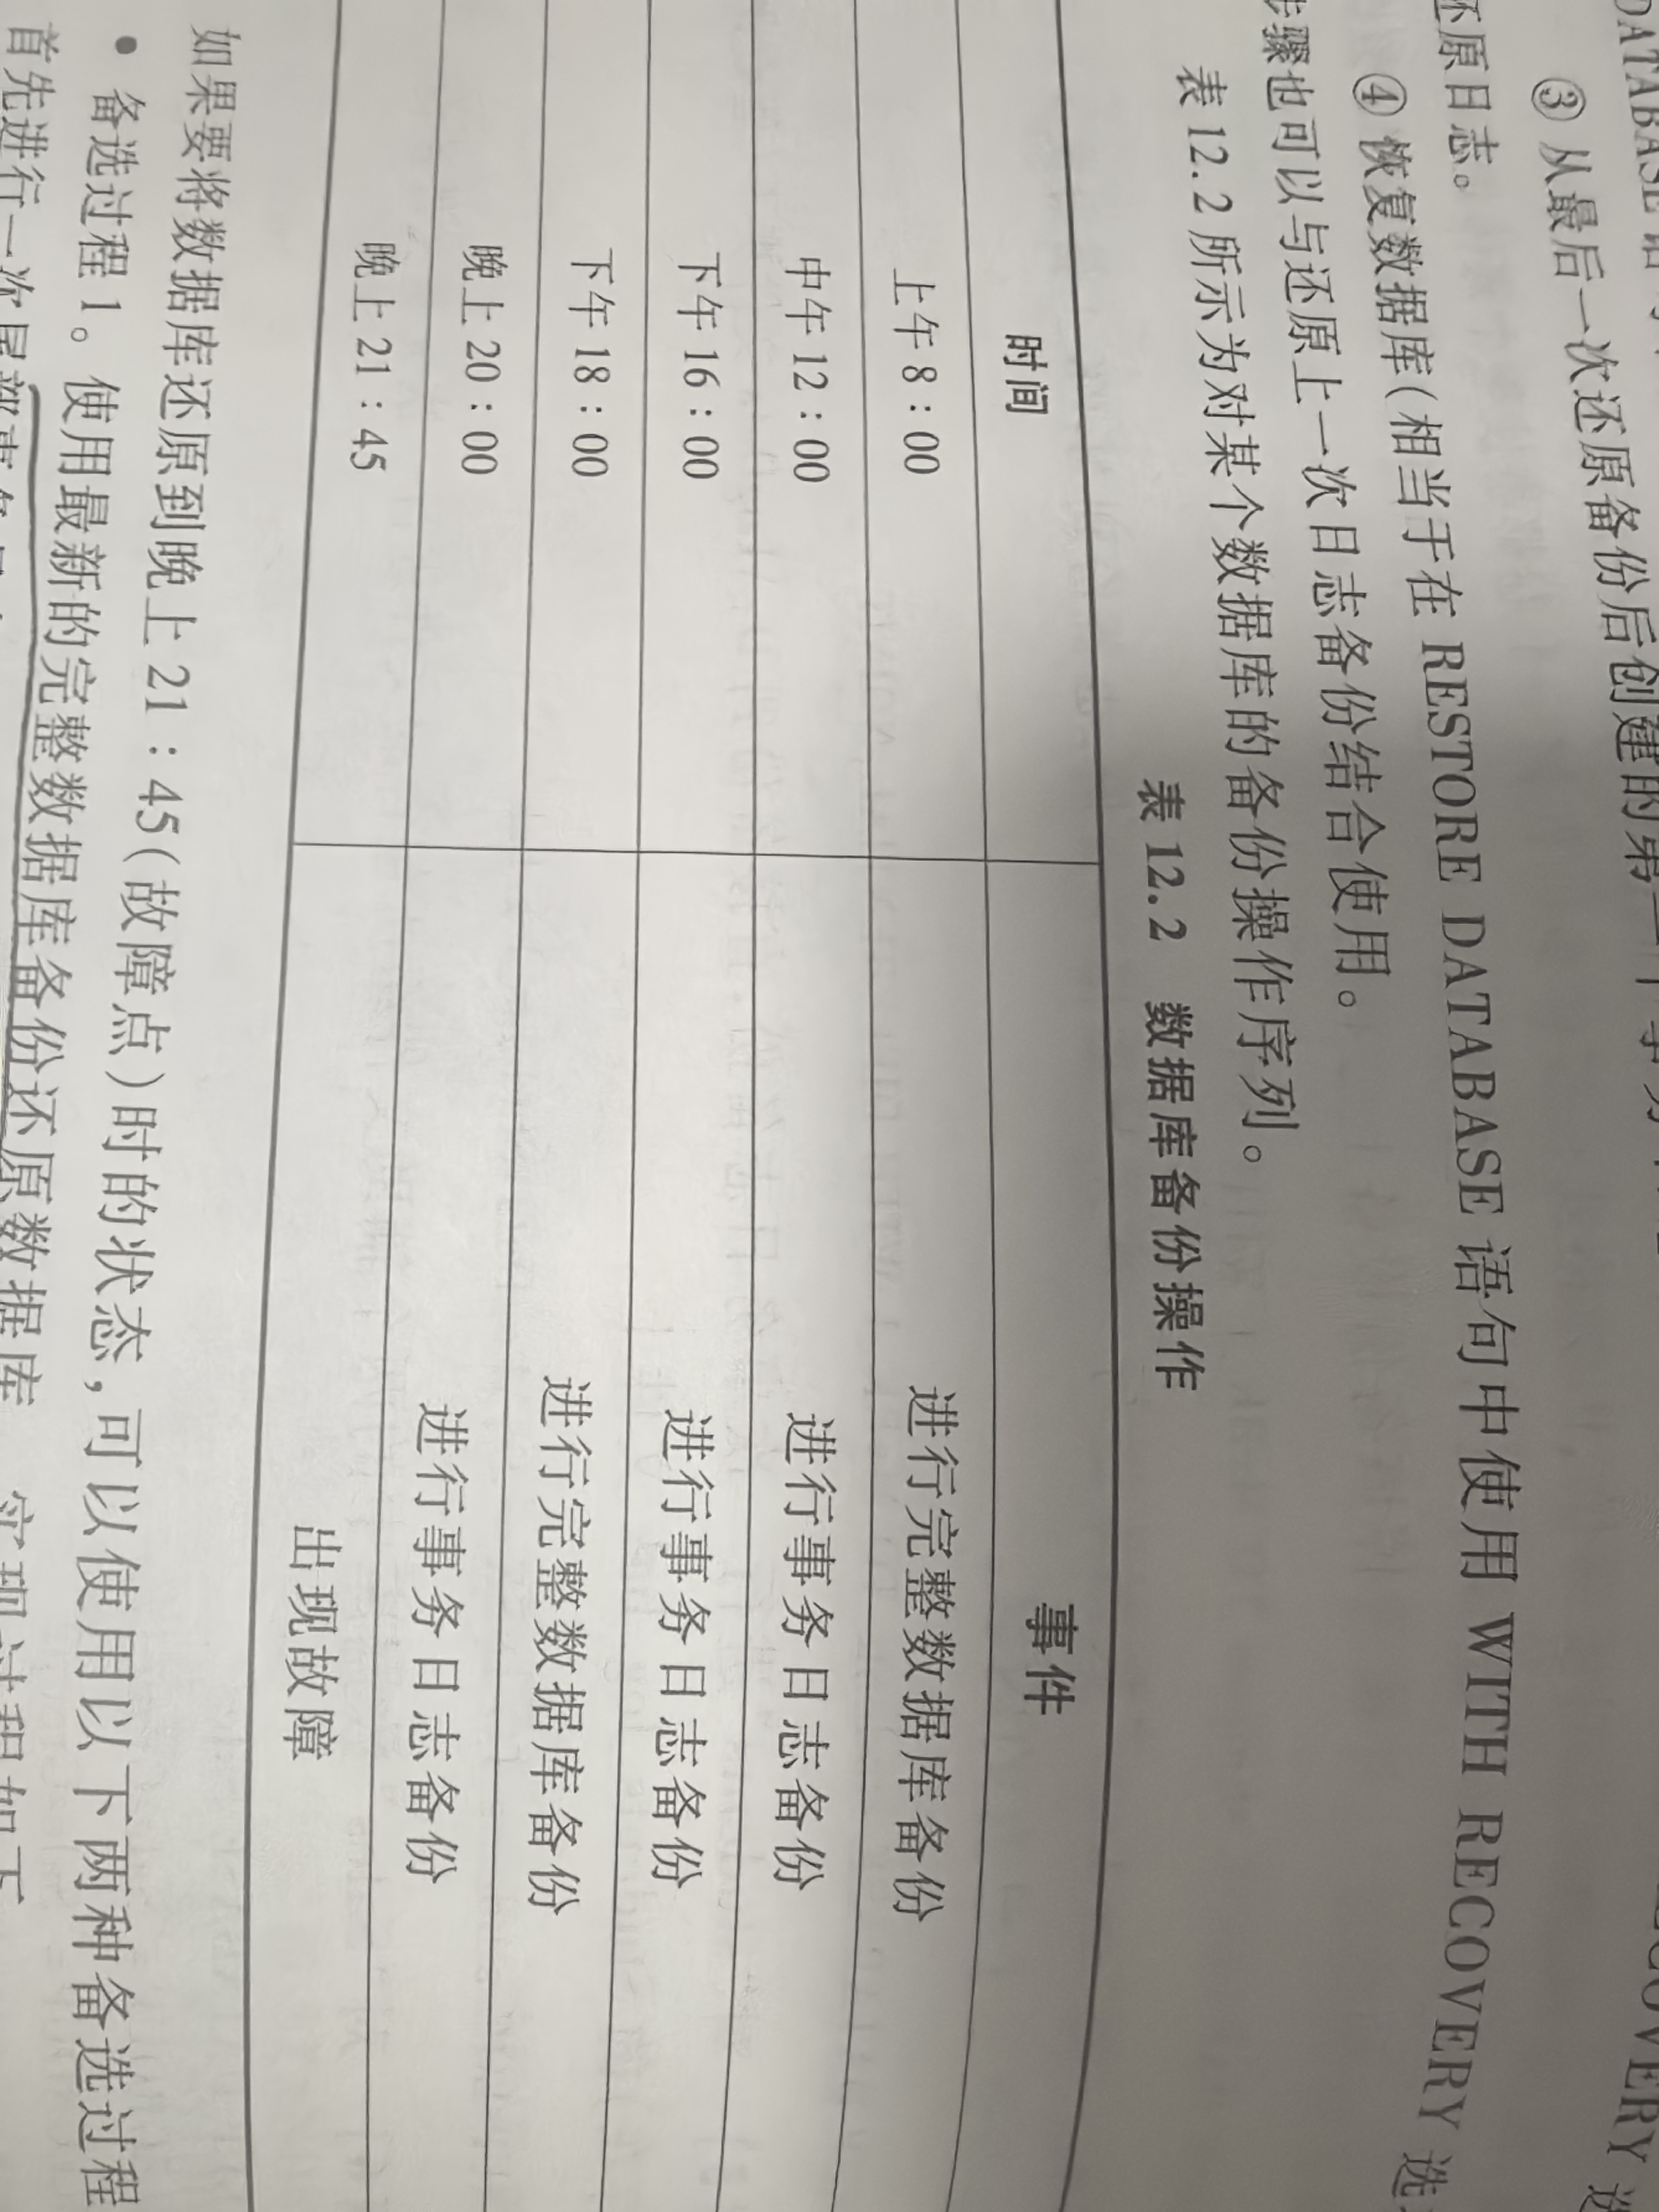 DATABASE 语
③ 从最后一次还原备份后创建的第一个事务 RECOVERY 选
还原日志。
④ 恢复数据库(相当于在 RESTORE DATABASE 语句中使用 WITH RECOVERY 选
步骤也可以与还原上一次日志备份结合使用。
表 12.2 所示为对某个数据库的备份操作序列。
表 12.2 数据库备份操作
时间 事件
上午 8：00 进行完整数据库备份
中午 12：00 进行事务日志备份
下午 16：00 进行事务日志备份
下午 18：00 进行完整数据库备份
晚上 20：00 进行事务日志备份
晚上 21：45 出现故障
如果要将数据库还原到晚上 21：45(故障点)时的状态,可以使用以下两种备选过程
• 备选过程 1。使用最新的完整数据库备份还原数据库 实现过程如下
首先进行一次尾部事务